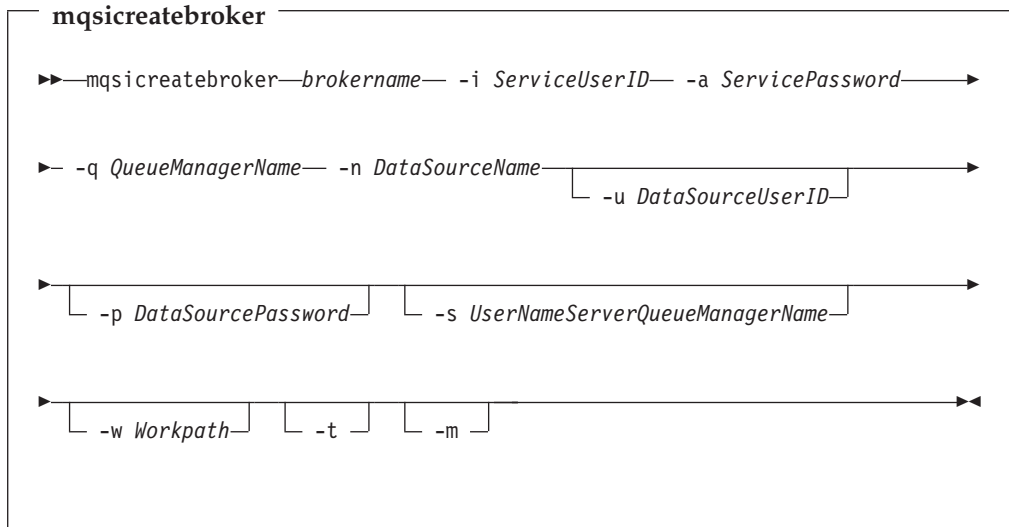 mqsicreatebroker
mqsicreatebroker brokername -i ServiceUserID -a ServicePassword
-q QueueManagerName -n DataSourceName
-u DataSourceUserID
-p DataSourcePassword -s UserNameServerQueueManagerName
-w Workpath -t -m